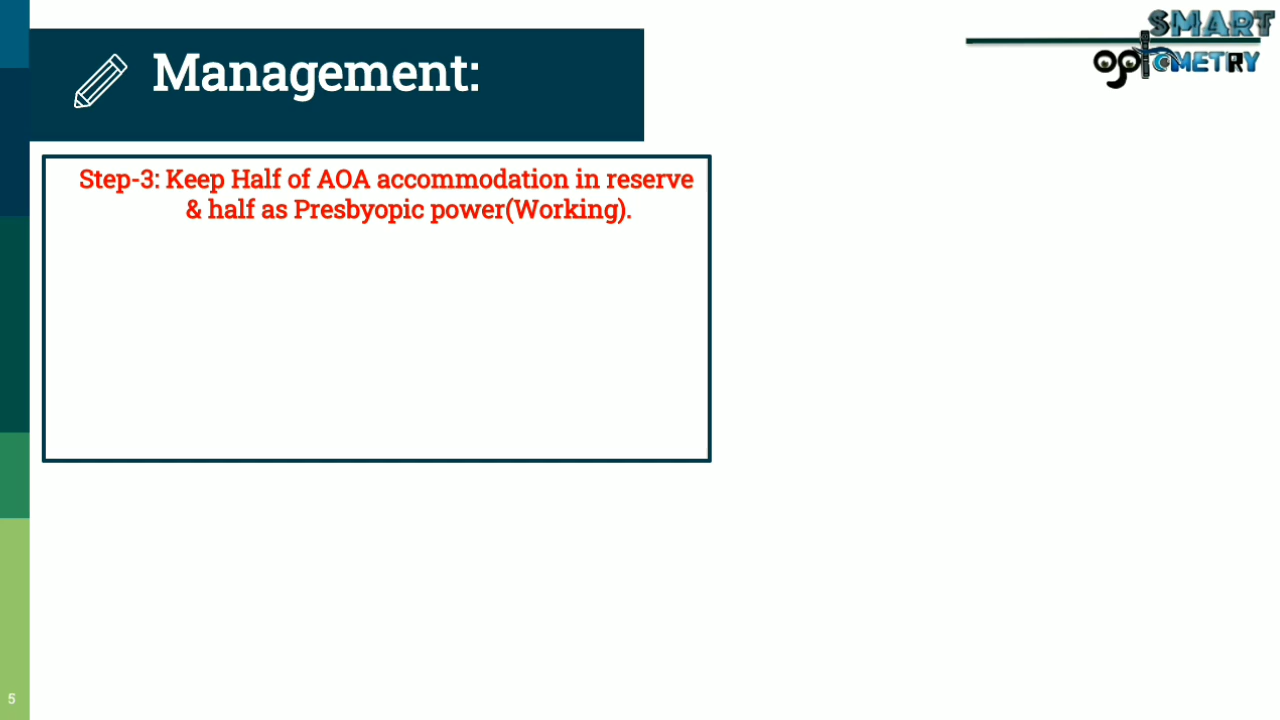 SMART
OPTOMETRY
Management:
Step-3: Keep Half of AOA accommodation in reserve
& half as Presbyopic power(Working).
5